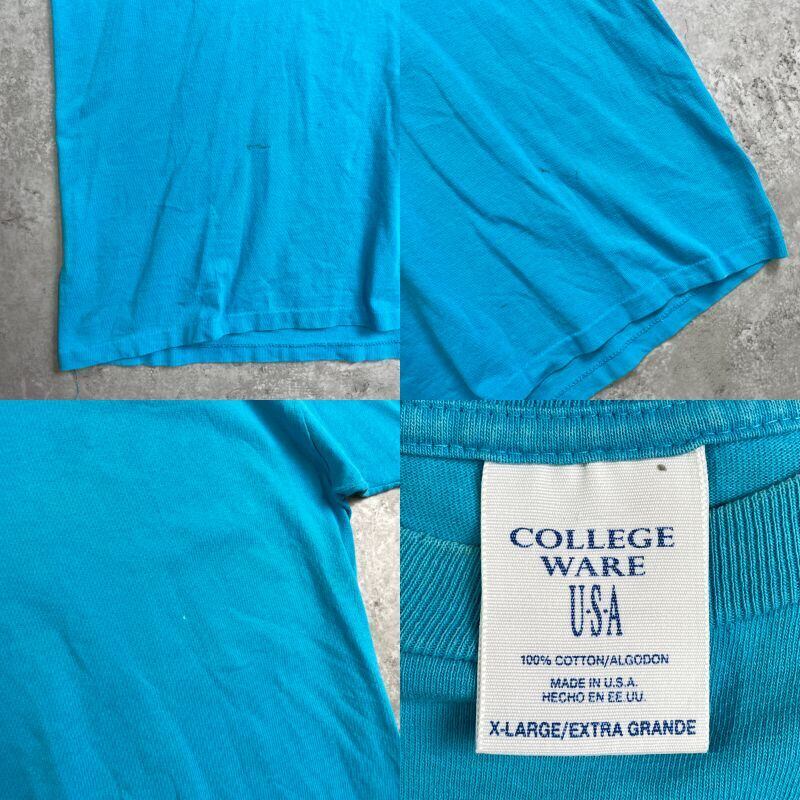 COLLEGE
WARE
U·S·A
100% COTTON/ALGODON
MADE IN U.S.A.
HECHO EN EE.UU.
X-LARGE/EXTRA GRANDE